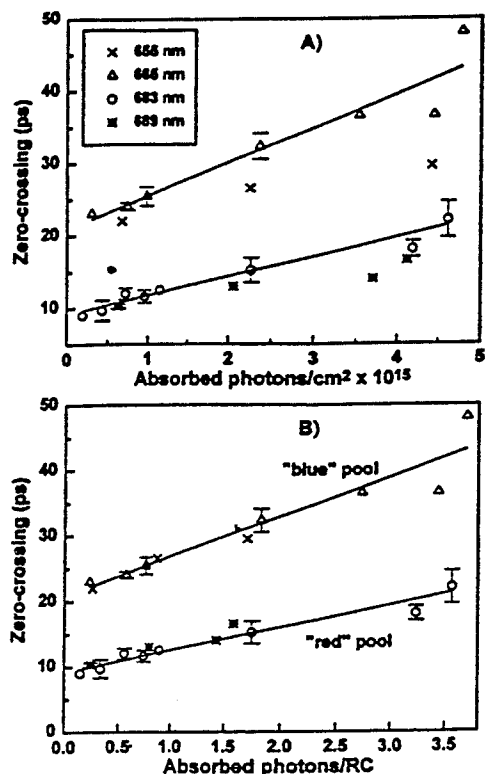 A)
50
40
30
20
10
× 655 nm
△ 665 nm
○ 683 nm
✳ 689 nm
Zero-crossing (ps)
0 1 2 3 4 5
Absorbed photons/cm² x 10¹⁵
B)
50
40
30
20
10
0
"blue" pool
"red" pool
Zero-crossing (ps)
0.0 0.5 1.0 1.5 2.0 2.5 3.0 3.5
Absorbed photons/RC